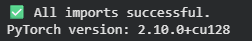 ✅ All imports successful.
PyTorch version: 2.10.0+cu128